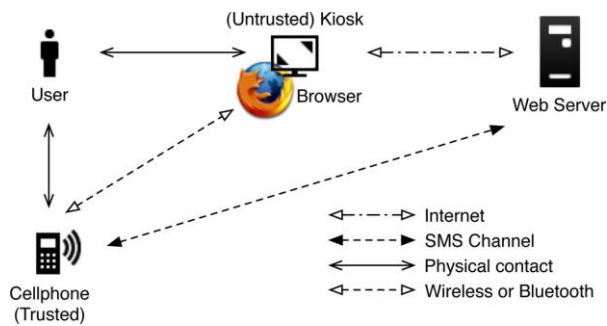 (Untrusted) Kiosk
User
Browser
Web Server
Cellphone
(Trusted)
Internet
SMS Channel
Physical contact
Wireless or Bluetooth